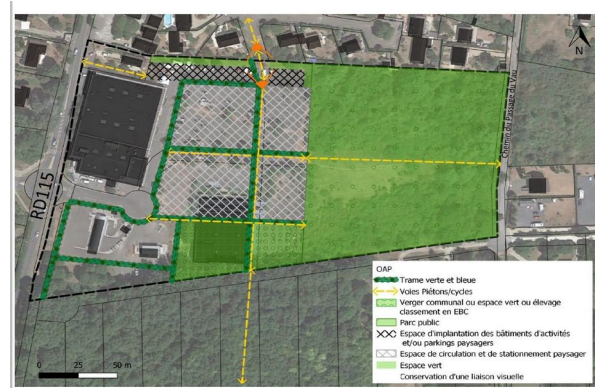 N
Chemin du Passage du Vau
RD115
OAP
Trame verte et bleue
Voies Piétons/cycles
Verger communal ou espace vert ou élevage
classement en EBC
Parc public
Espace d'implantation des bâtiments d'activités
et/ou parkings paysagers
Espace de circulation et de stationnement paysager
Espace vert
Conservation d'une liaison visuelle
0 25 50 m